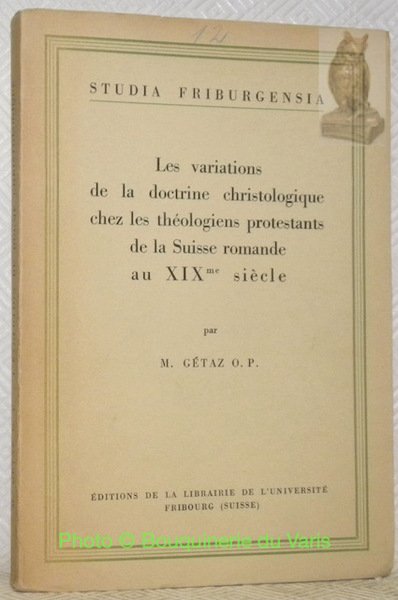 12
STUDIA FRIBURGENSIA
Les variations
de la doctrine christologique
chez les théologiens protestants
de la Suisse romande
au XIXme siècle
par
M. GÉTAZ O. P.
ÉDITIONS DE LA LIBRAIRIE DE L'UNIVERSITÉ
FRIBOURG (SUISSE)
Photo © Bouquinerie du Varis